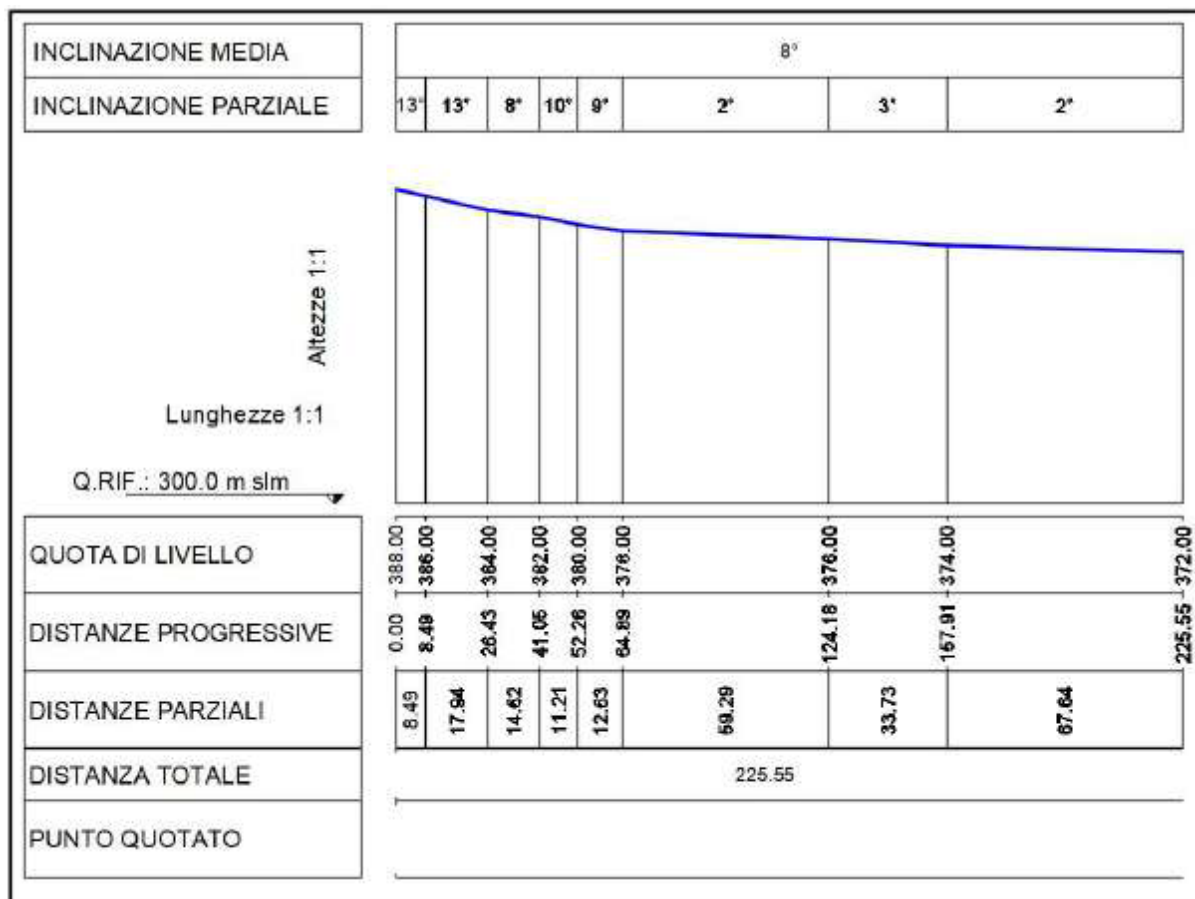 INCLINAZIONE MEDIA 8°
INCLINAZIONE PARZIALE 13° 13° 8° 10° 9° 2° 3° 2°
Altezze 1:1
Lunghezze 1:1
Q.RIF.: 300.0 m slm
QUOTA DI LIVELLO 388.00 386.00 384.00 382.00 380.00 378.00 376.00 374.00 372.00
DISTANZE PROGRESSIVE 0.00 8.49 26.43 41.05 52.26 64.89 124.18 157.91 225.55
DISTANZE PARZIALI 8.49 17.94 14.62 11.21 12.63 59.29 33.73 67.64
DISTANZA TOTALE 225.55
PUNTO QUOTATO